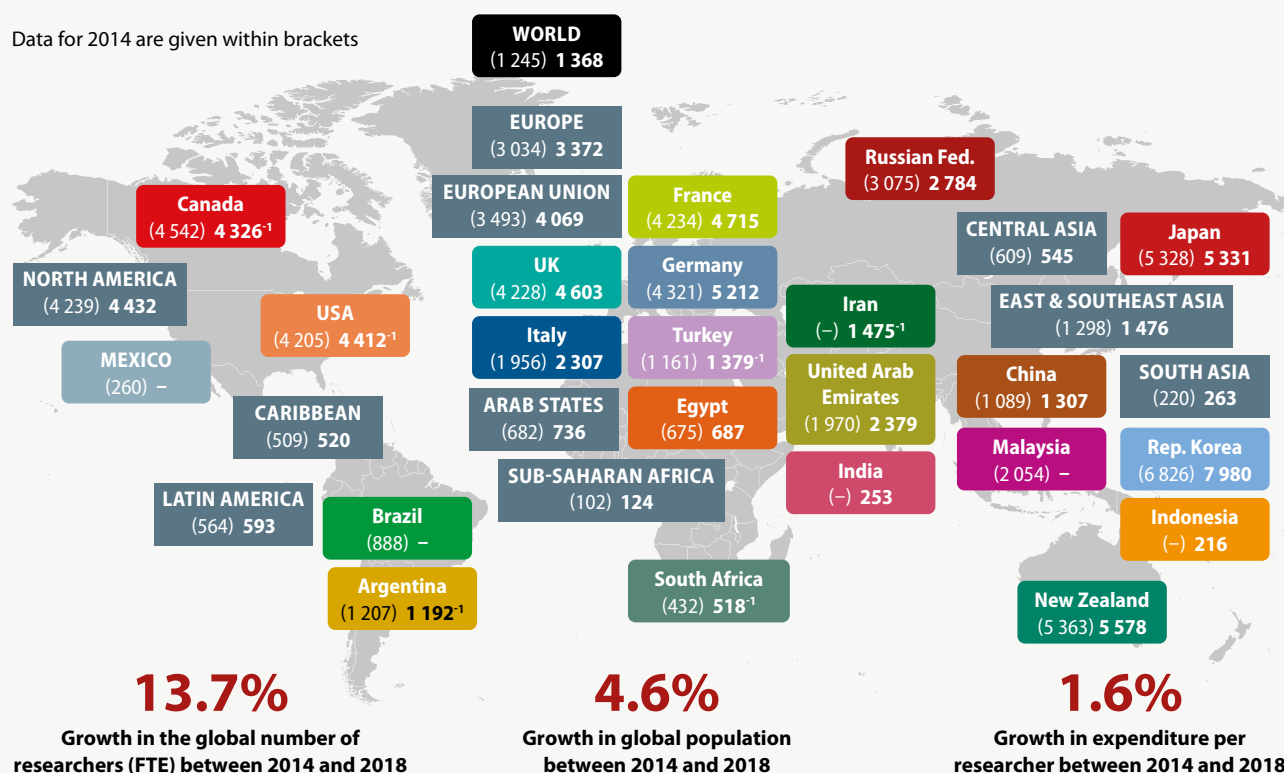 Data for 2014 are given within brackets
WORLD
(1 245) 1 368
EUROPE
(3 034) 3 372
Russian Fed.
(3 075) 2 784
Canada
(4 542) 4 326⁻¹
EUROPEAN UNION
(3 493) 4 069
France
(4 234) 4 715
CENTRAL ASIA
(609) 545
Japan
(5 328) 5 331
NORTH AMERICA
(4 239) 4 432
USA
(4 205) 4 412⁻¹
UK
(4 228) 4 603
Germany
(4 321) 5 212
Iran
(–) 1 475⁻¹
EAST & SOUTHEAST ASIA
(1 298) 1 476
MEXICO
(260) –
Italy
(1 956) 2 307
Turkey
(1 161) 1 379⁻¹
United Arab
Emirates
(1 970) 2 379
China
(1 089) 1 307
SOUTH ASIA
(220) 263
CARIBBEAN
(509) 520
ARAB STATES
(682) 736
Egypt
(675) 687
Malaysia
(2 054) –
Rep. Korea
(6 826) 7 980
SUB-SAHARAN AFRICA
(102) 124
India
(–) 253
LATIN AMERICA
(564) 593
Brazil
(888) –
Indonesia
(–) 216
Argentina
(1 207) 1 192⁻¹
South Africa
(432) 518⁻¹
New Zealand
(5 363) 5 578
13.7%
Growth in the global number of
researchers (FTE) between 2014 and 2018
4.6%
Growth in global population
between 2014 and 2018
1.6%
Growth in expenditure per
researcher between 2014 and 2018